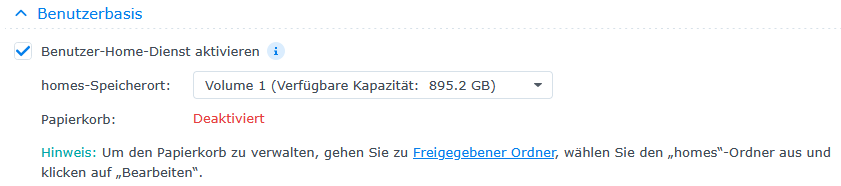 Benutzerbasis
Benutzer-Home-Dienst aktivieren i
homes-Speicherort: Volume 1 (Verfügbare Kapazität: 895.2 GB)
Papierkorb: Deaktiviert
Hinweis: Um den Papierkorb zu verwalten, gehen Sie zu Freigegebener Ordner, wählen Sie den „homes“-Ordner aus und
klicken auf „Bearbeiten“.